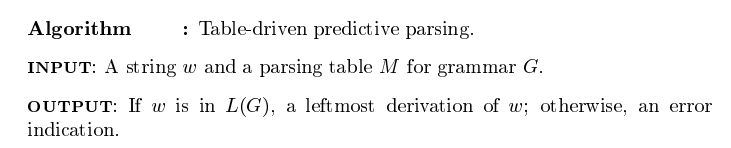 Algorithm : Table-driven predictive parsing.
INPUT: A string w and a parsing table M for grammar G.
OUTPUT: If w is in L(G), a leftmost derivation of w; otherwise, an error
indication.